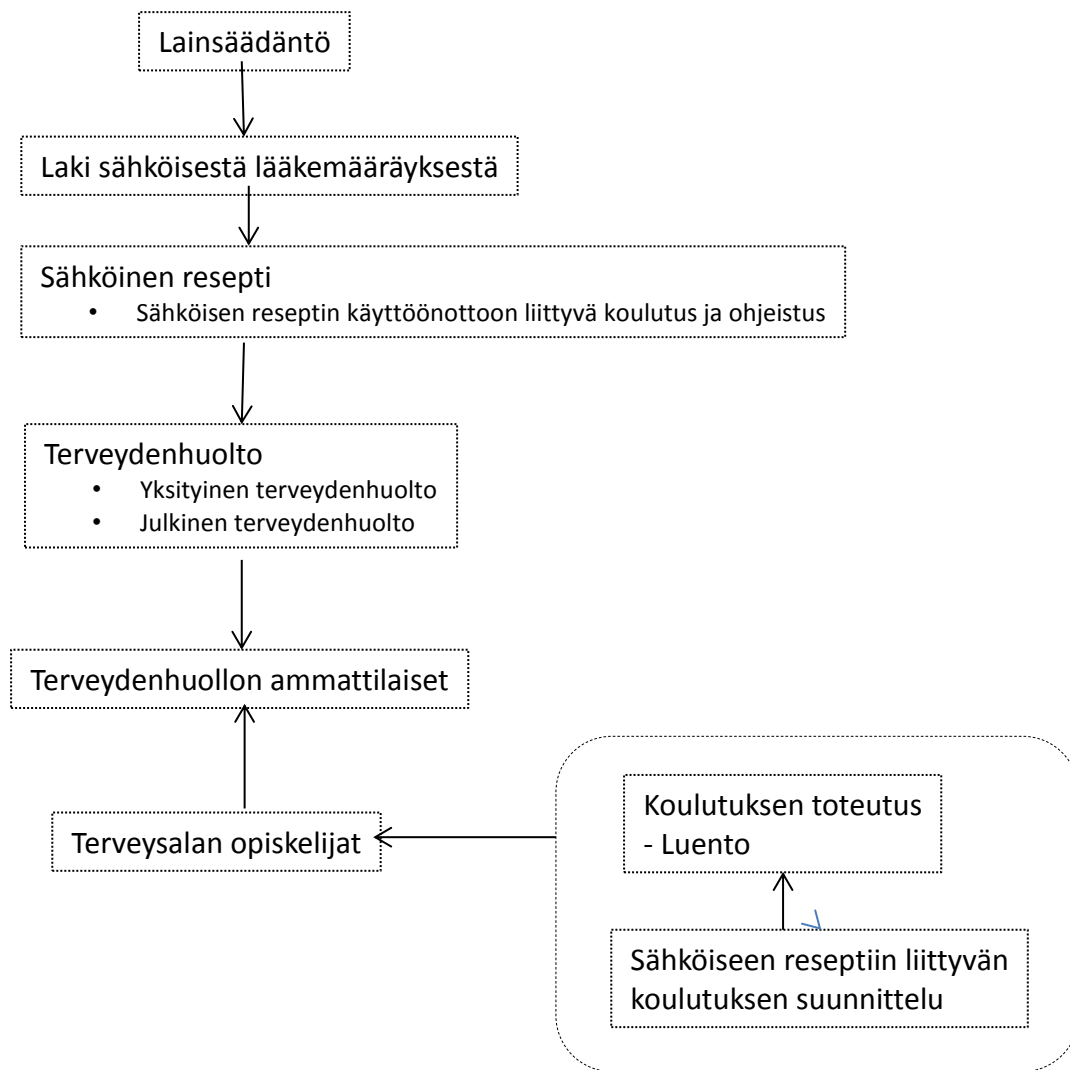 Lainsäädäntö
Laki sähköisestä lääkemääräyksestä
Sähköinen resepti
• Sähköisen reseptin käyttöönottoon liittyvä koulutus ja ohjeistus
Terveydenhuolto
• Yksityinen terveydenhuolto
• Julkinen terveydenhuolto
Terveydenhuollon ammattilaiset
Terveysalan opiskelijat
Koulutuksen toteutus
- Luento
Sähköiseen reseptiin liittyvän
koulutuksen suunnittelu